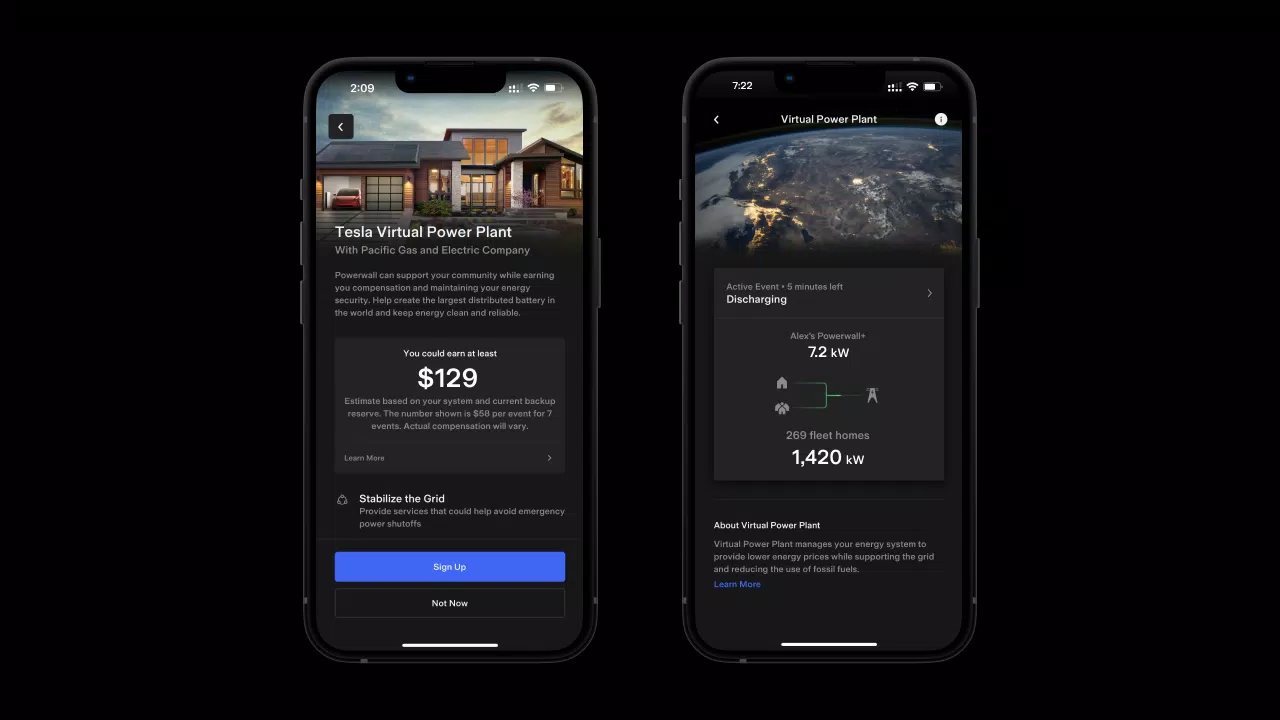 2:09
Tesla Virtual Power Plant
With Pacific Gas and Electric Company
Powerwall can support your community while earning
you compensation and maintaining your energy
security. Help create the largest distributed battery in
the world and keep energy clean and reliable.
You could earn at least
$129
Estimate based on your system and current backup
reserve. The number shown is $58 per event for 7
events. Actual compensation will vary.
Learn More
Stabilize the Grid
Provide services that could help avoid emergency
power shutoffs
Sign Up
Not Now
7:22
Virtual Power Plant
Active Event • 5 minutes left
Discharging
Alex's Powerwall+
7.2 kW
269 fleet homes
1,420 kW
About Virtual Power Plant
Virtual Power Plant manages your energy system to
provide lower energy prices while supporting the grid
and reducing the use of fossil fuels.
Learn More